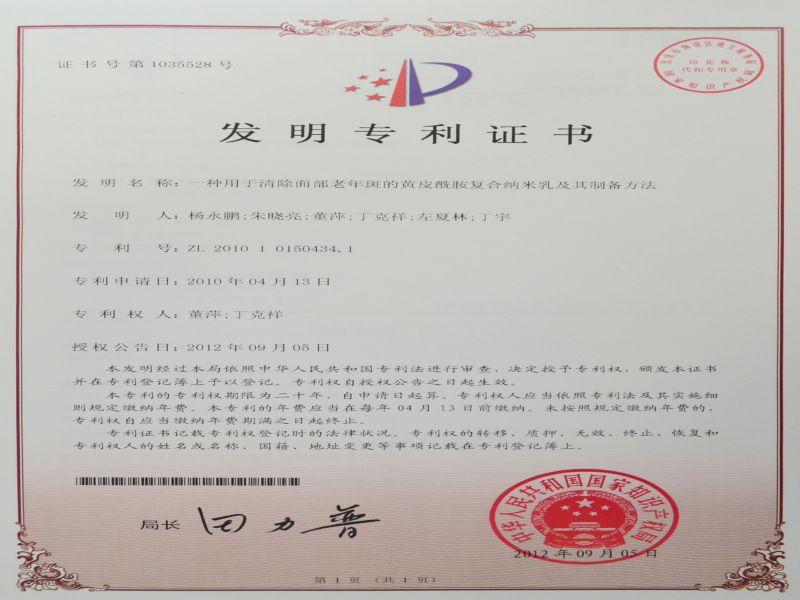 证书号第1035528号
印花税
代扣专用章
发明专利证书
发明名称：一种用于清除面部老年斑的黄皮酰胺复合纳米乳及其制备方法
发明人：杨永鹏;朱晓亮;董萍;丁克祥;左夏林;丁宇
专利号：ZL 2010 1 0150434.1
专利申请日：2010年04月13日
专利权人：董萍;丁克祥
授权公告日：2012年09月05日
本发明经过本局依照中华人民共和国专利法进行审查，决定授予专利权，颁发本证书
并在专利登记簿上予以登记。专利权自授权公告之日起生效。
本专利的专利权期限为二十年，自申请日起算。专利权人应当依照专利法及其实施细
则规定缴纳年费。本专利的年费应当在每年04月13日前缴纳。未按照规定缴纳年费的，
专利权自应当缴纳年费期满之日起终止。
专利证书记载专利权登记时的法律状况。专利权的转移、质押、无效、终止、恢复和
专利权人的姓名或名称、国籍、地址变更等事项记载在专利登记簿上。
局长 田力普
中华人民共和国国家知识产权局
2012年09月05日
第1页（共1页）